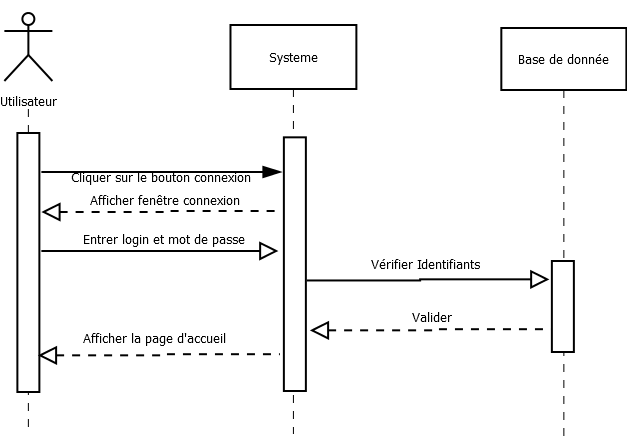 Systeme
Base de donnée
Utilisateur
Cliquer sur le bouton connexion
Afficher fenêtre connexion
Entrer login et mot de passe
Vérifier Identifiants
Valider
Afficher la page d'accueil